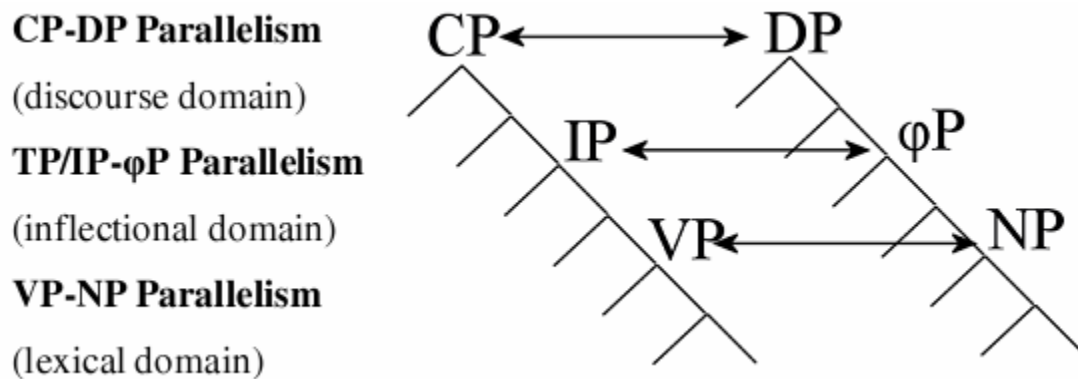 CP-DP Parallelism
(discourse domain)
TP/IP-φP Parallelism
(inflectional domain)
VP-NP Parallelism
(lexical domain)
CP DP
IP φP
VP NP